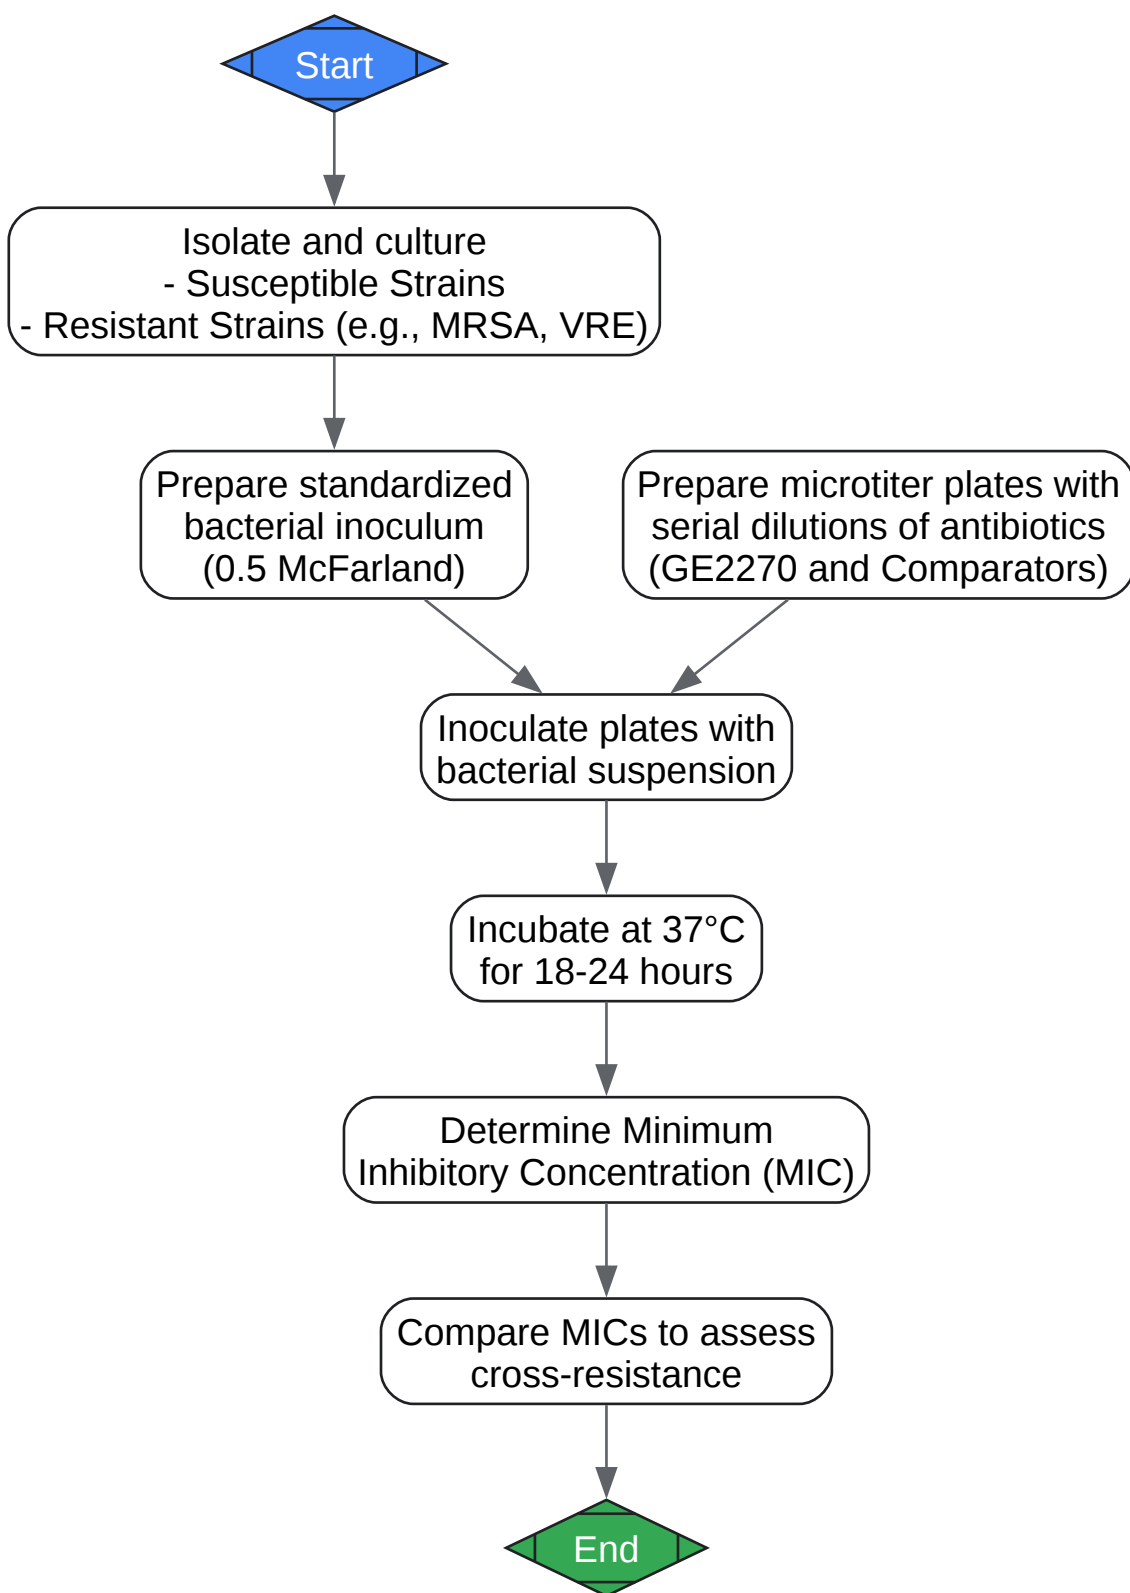 Start
Isolate and culture
- Susceptible Strains
- Resistant Strains (e.g., MRSA, VRE)
Prepare standardized
bacterial inoculum
(0.5 McFarland)
Prepare microtiter plates with
serial dilutions of antibiotics
(GE2270 and Comparators)
Inoculate plates with
bacterial suspension
Incubate at 37°C
for 18-24 hours
Determine Minimum
Inhibitory Concentration (MIC)
Compare MICs to assess
cross-resistance
End